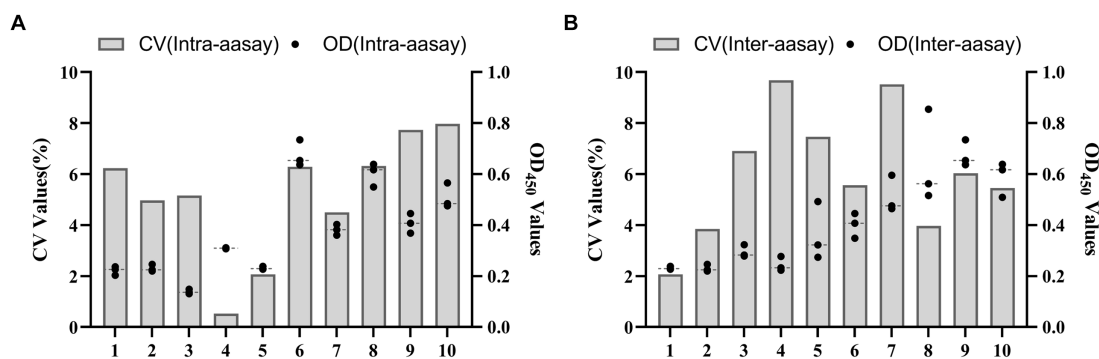 A
CV(Intra-aasay) OD(Intra-aasay)
CV Values(%)
10
8
6
4
2
0
1.0
0.8
0.6
0.4
0.2
0.0
OD450 Values
1 2 3 4 5 6 7 8 9 10
B
CV(Inter-aasay) OD(Inter-aasay)
CV Values(%)
10
8
6
4
2
0
1.0
0.8
0.6
0.4
0.2
0.0
OD450 Values
1 2 3 4 5 6 7 8 9 10